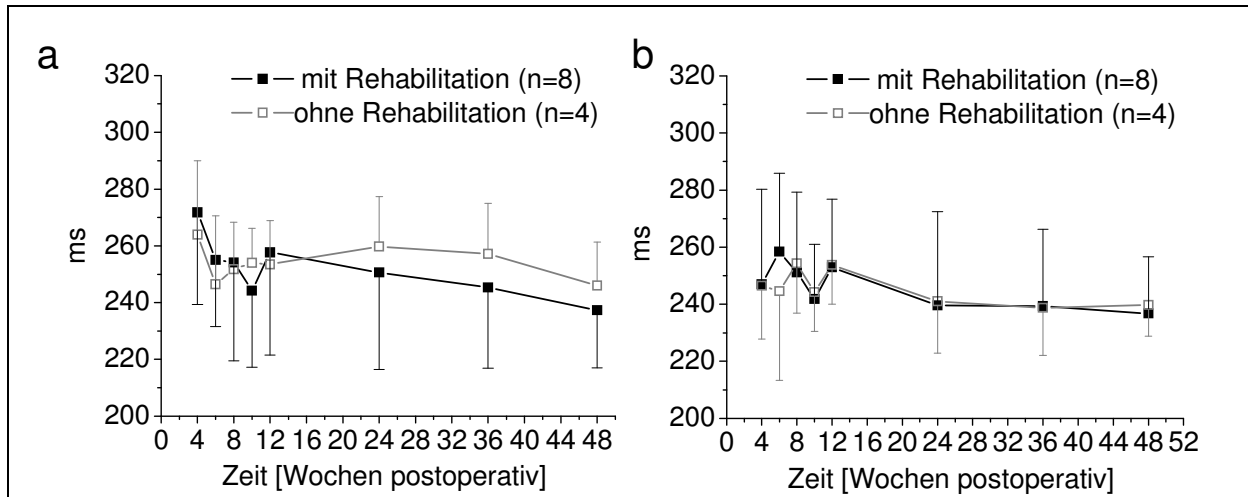 a
mit Rehabilitation (n=8)
ohne Rehabilitation (n=4)
320
300
280
260
240
220
200
ms
0 4 8 12 16 20 24 28 32 36 40 44 48
Zeit [Wochen postoperativ]
b
mit Rehabilitation (n=8)
ohne Rehabilitation (n=4)
320
300
280
260
240
220
200
ms
0 4 8 12 16 20 24 28 32 36 40 44 48 52
Zeit [Wochen postoperativ]